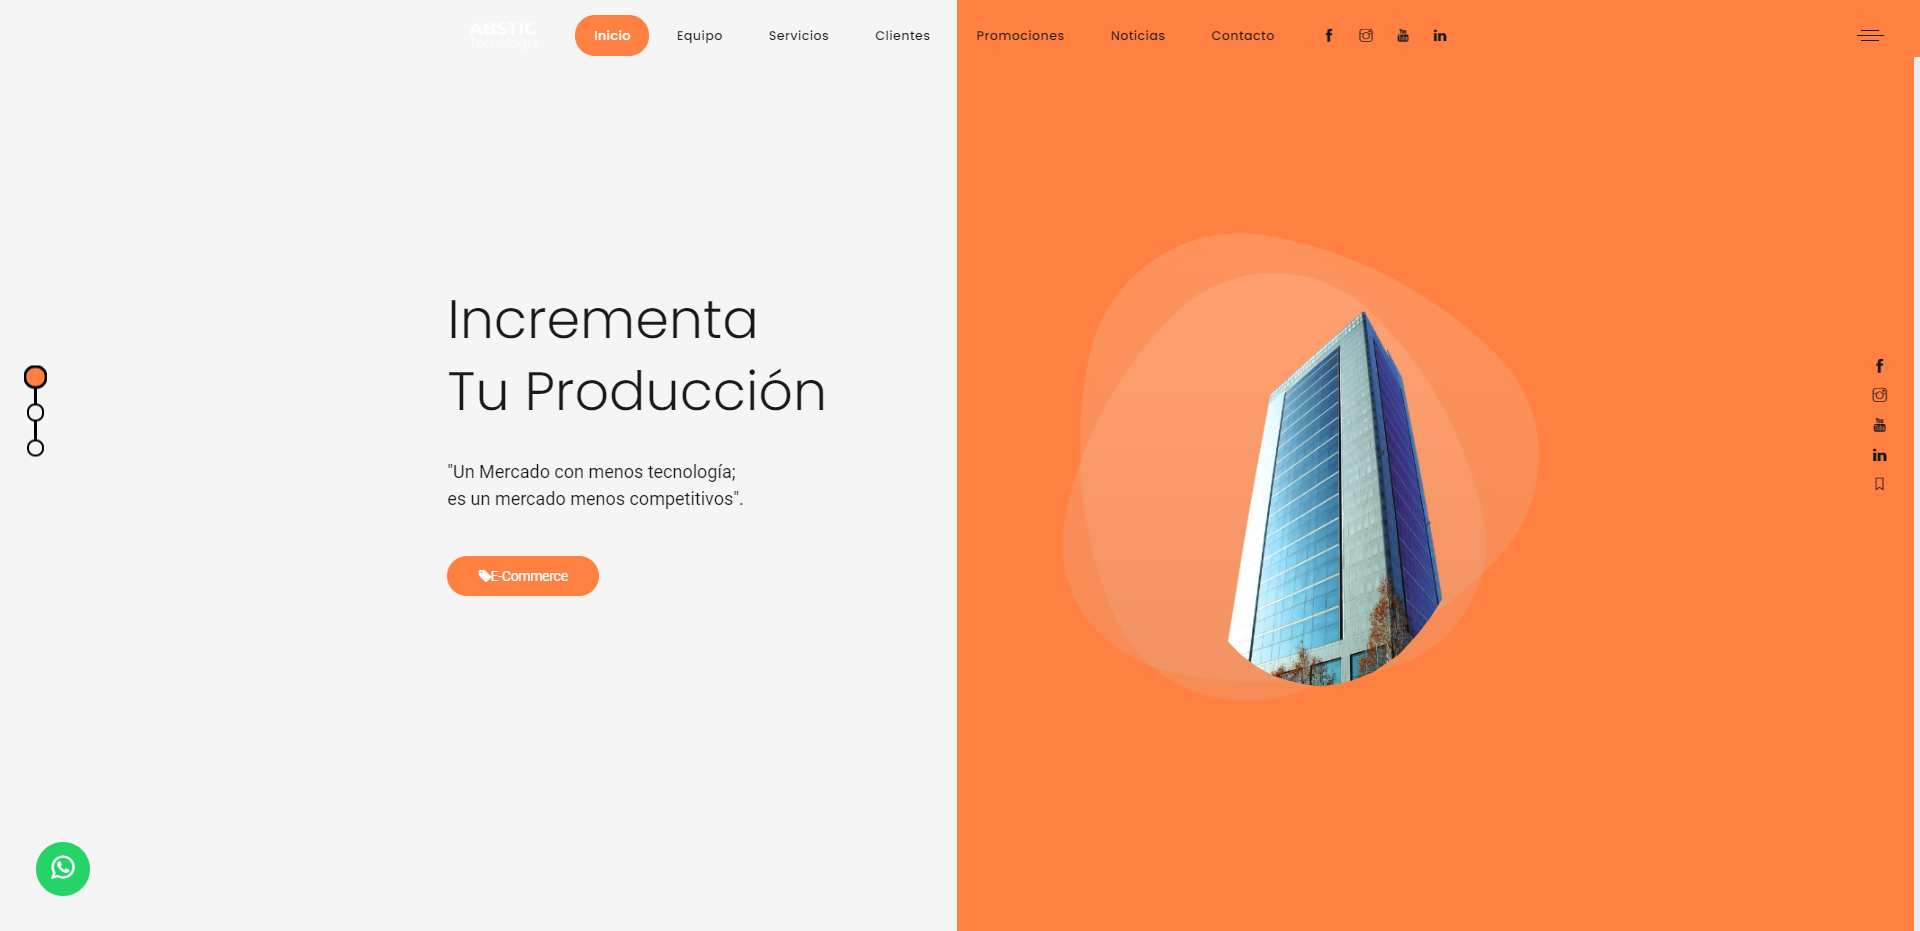 ABSTIC
Tecnología
Inicio
Equipo
Servicios
Clientes
Promociones
Noticias
Contacto
Incrementa
Tu Producción
"Un Mercado con menos tecnología;
es un mercado menos competitivos".
E-Commerce